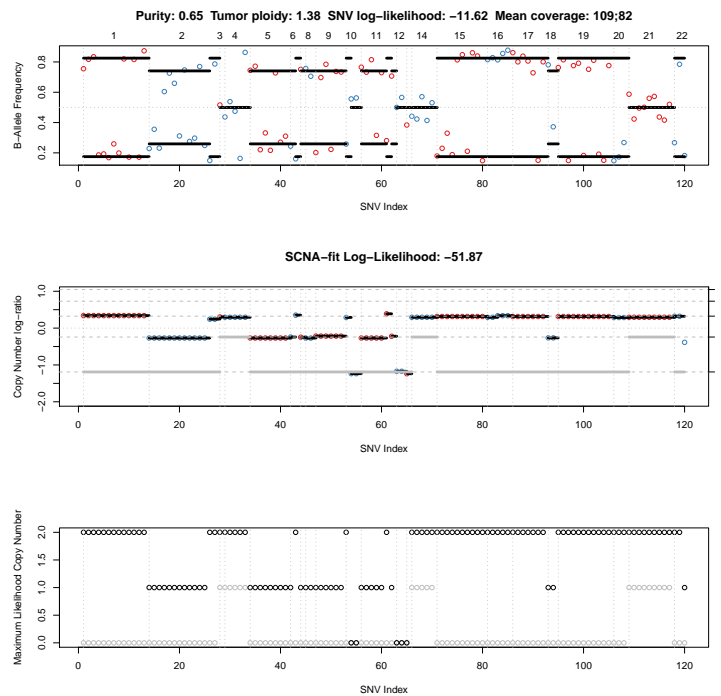 Purity: 0.65 Tumor ploidy: 1.38 SNV log−likelihood: −11.62 Mean coverage: 109;82
1 2 3 4 5 6 8 9 10 11 12 14 15 16 17 18 19 20 21 22
B−Allele Frequency
0.8
0.6
0.4
0.2
0 20 40 60 80 100 120
SNV Index
SCNA−fit Log−Likelihood: −51.87
Copy Number log−ratio
1.0
0.0
−1.0
−2.0
0 20 40 60 80 100 120
SNV Index
Maximum Likelihood Copy Number
2.0
1.5
1.0
0.5
0.0
0 20 40 60 80 100 120
SNV Index